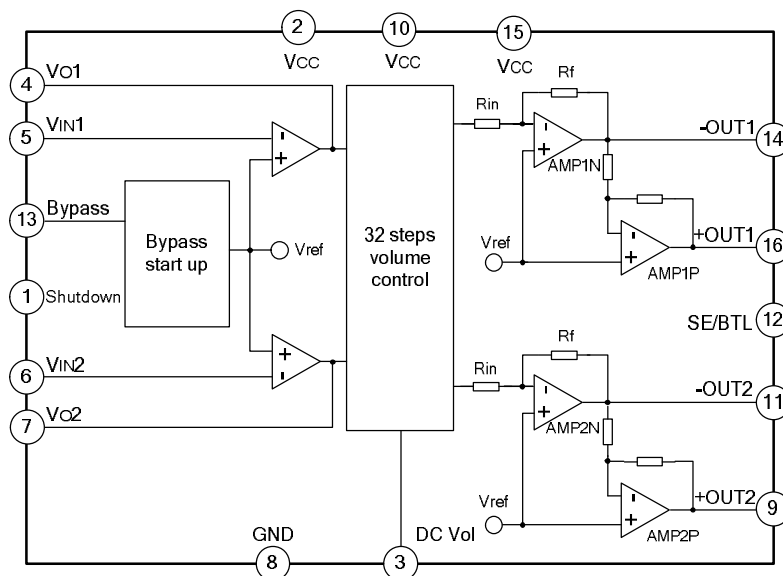 2
10
15
VCC
VCC
VCC
4
VO1
5
VIN1
13
Bypass
1
Shutdown
6
VIN2
7
VO2
Bypass
start up
-
+
Vref
+
-
32 steps
volume
control
Rin
Rf
-
+
AMP1N
-OUT1
14
Vref
-
+
AMP1P
+OUT1
16
12
SE/BTL
Rin
Rf
-
+
AMP2N
-OUT2
11
Vref
-
+
AMP2P
+OUT2
9
GND
8
DC Vol
3